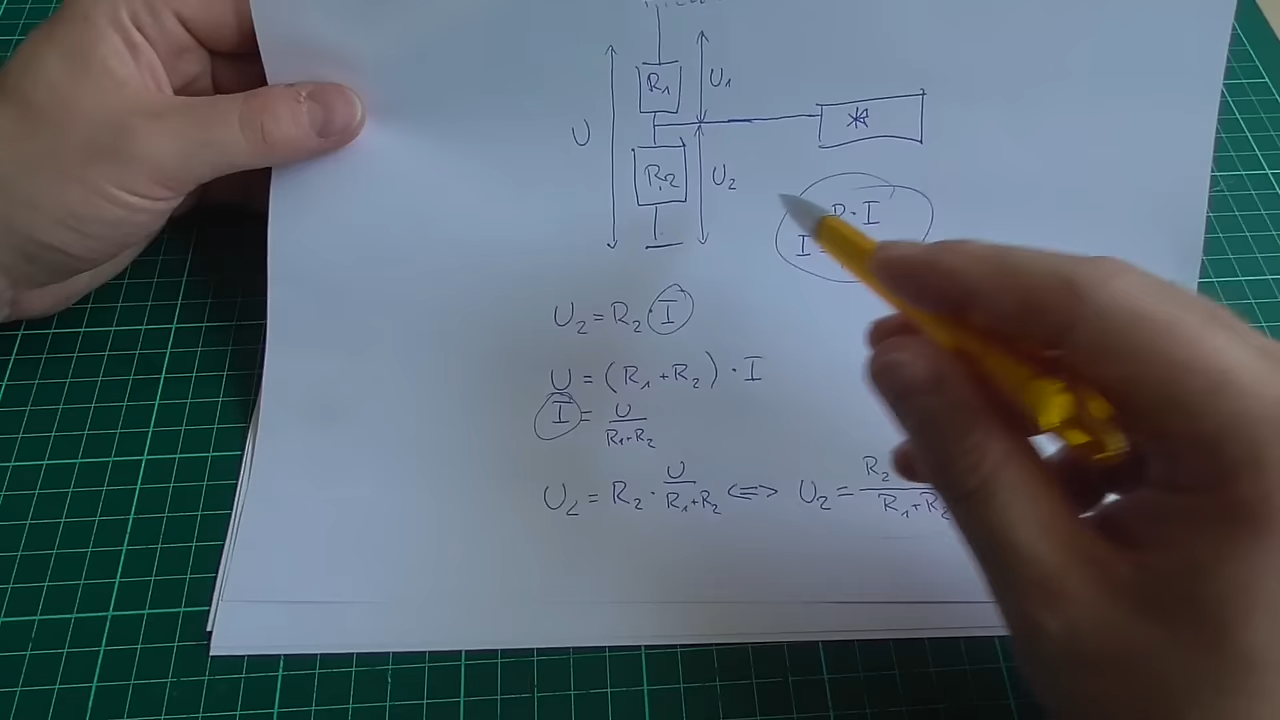 R₁ U₁
U
R₂ U₂
R·I
I =
U₂ = R₂ I
U = (R₁ + R₂) · I
I = U/(R₁+R₂)
U₂ = R₂ · U/(R₁+R₂) <=> U₂ = R₂/(R₁+R₂)